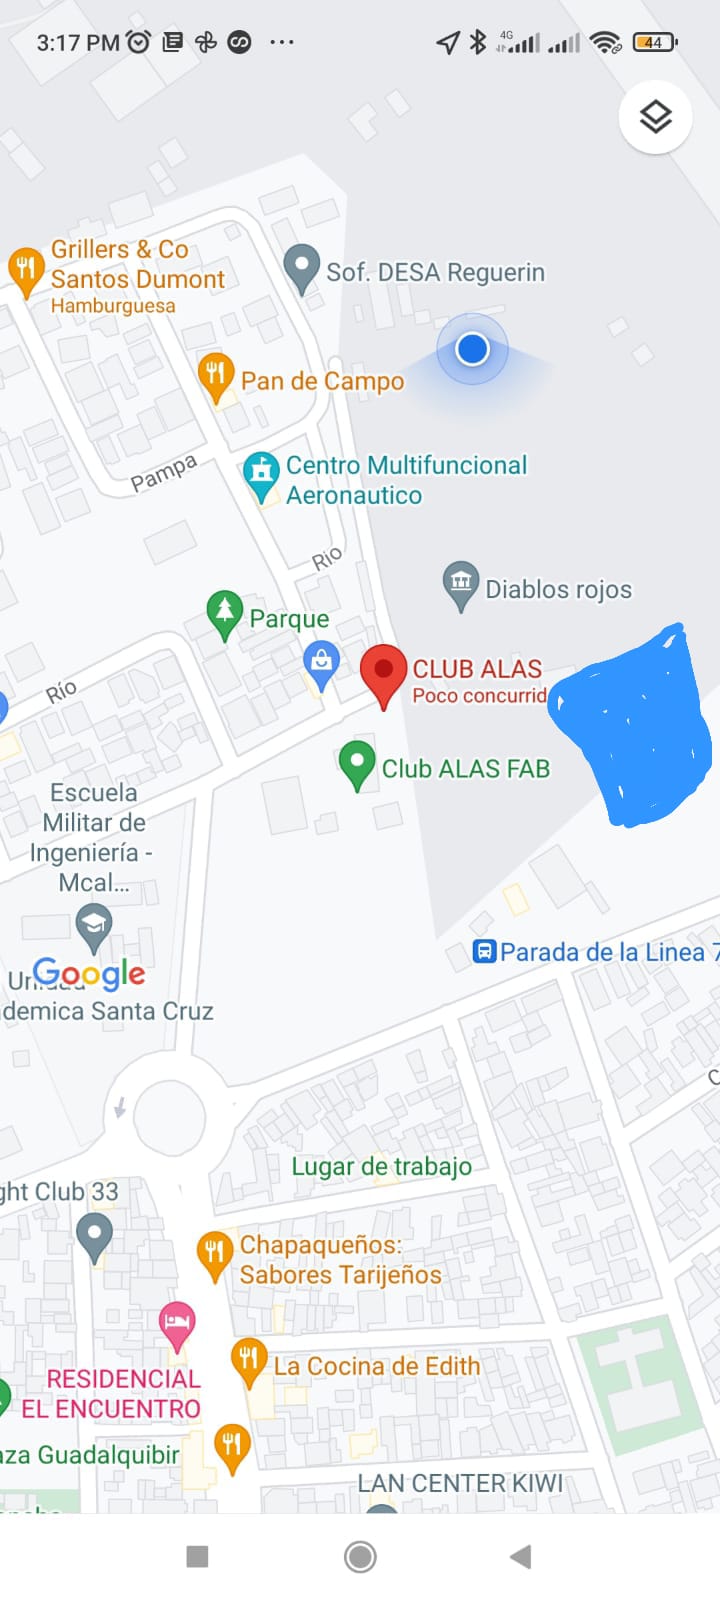 3:17 PM
4G
44
Grillers & Co
Santos Dumont
Hamburguesa
Sof. DESA Reguerin
Pan de Campo
Pampa
Centro Multifuncional
Aeronautico
Rio
Diablos rojos
Parque
CLUB ALAS
Poco concurrid
Río
Club ALAS FAB
Escuela
Militar de
Ingeniería -
Mcal...
Parada de la Linea 7
Google
demica Santa Cruz
Lugar de trabajo
ght Club 33
Chapaqueños:
Sabores Tarijeños
La Cocina de Edith
RESIDENCIAL
EL ENCUENTRO
aza Guadalquibir
LAN CENTER KIWI